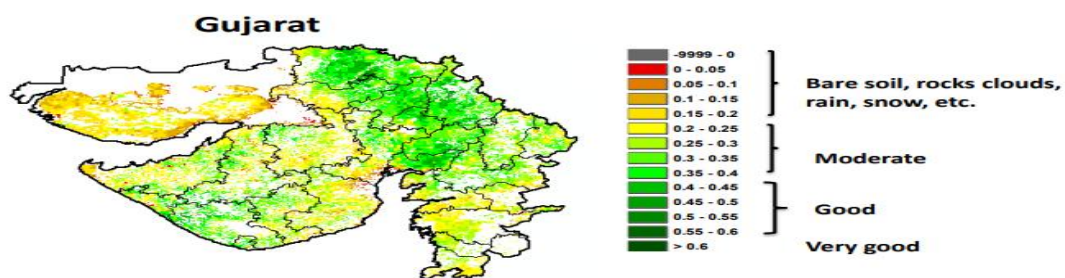 Gujarat
-9999 - 0
0 - 0.05
0.05 - 0.1
0.1 - 0.15
0.15 - 0.2
0.2 - 0.25
0.25 - 0.3
0.3 - 0.35
0.35 - 0.4
0.4 - 0.45
0.45 - 0.5
0.5 - 0.55
0.55 - 0.6
> 0.6
Bare soil, rocks clouds,
rain, snow, etc.
Moderate
Good
Very good